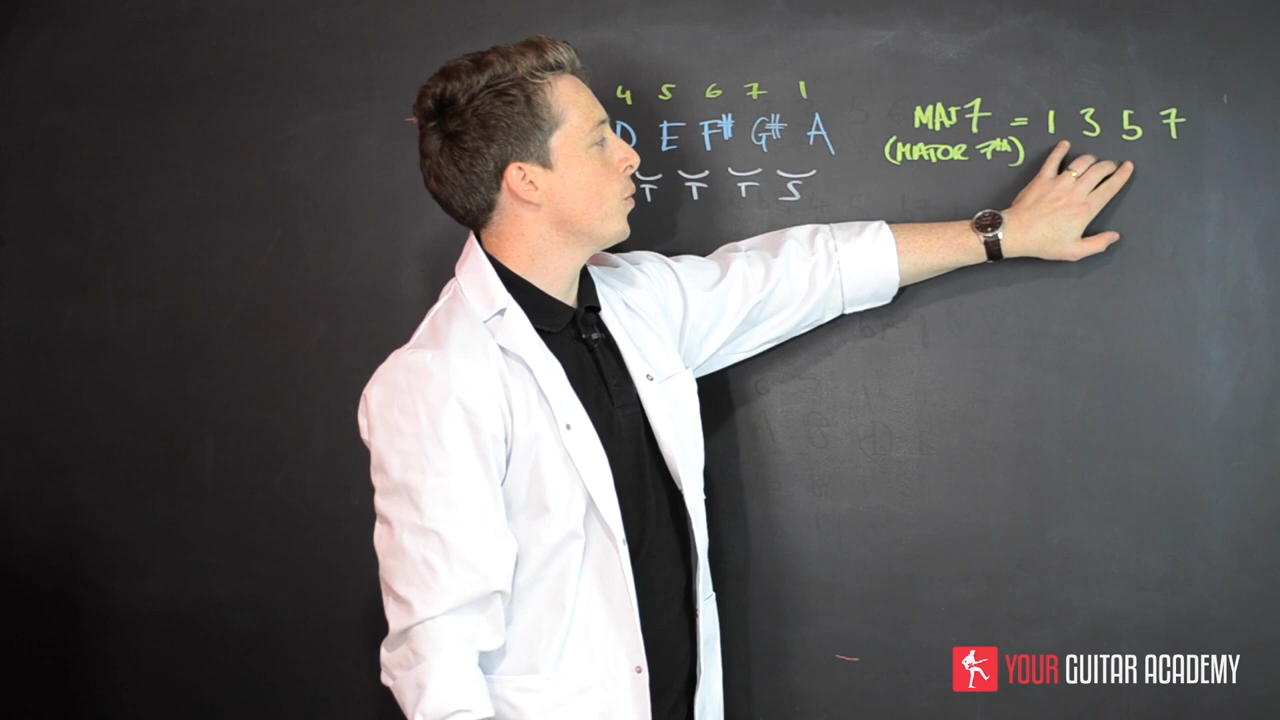 4 5 6 7 1
D E F# G# A
T T T S
MAJ7 = 1 3 5 7
(MAJOR 7th)
YOUR GUITAR ACADEMY